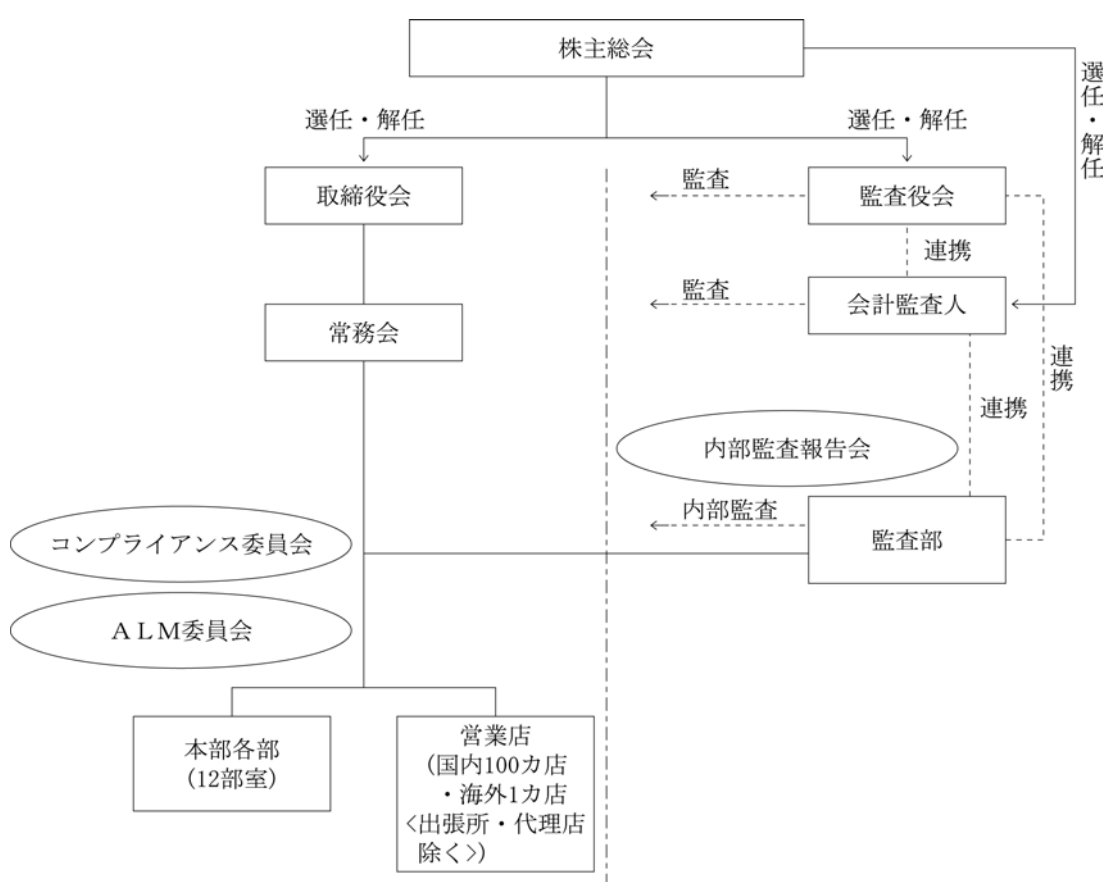 株主総会
選任・解任
選任・解任
選任・解任
取締役会
監査
監査役会
連携
常務会
監査
会計監査人
連携
連携
内部監査報告会
内部監査
監査部
コンプライアンス委員会
ALM委員会
本部各部
(12部室)
営業店
(国内100カ店
・海外1カ店
<出張所・代理店
除く>)